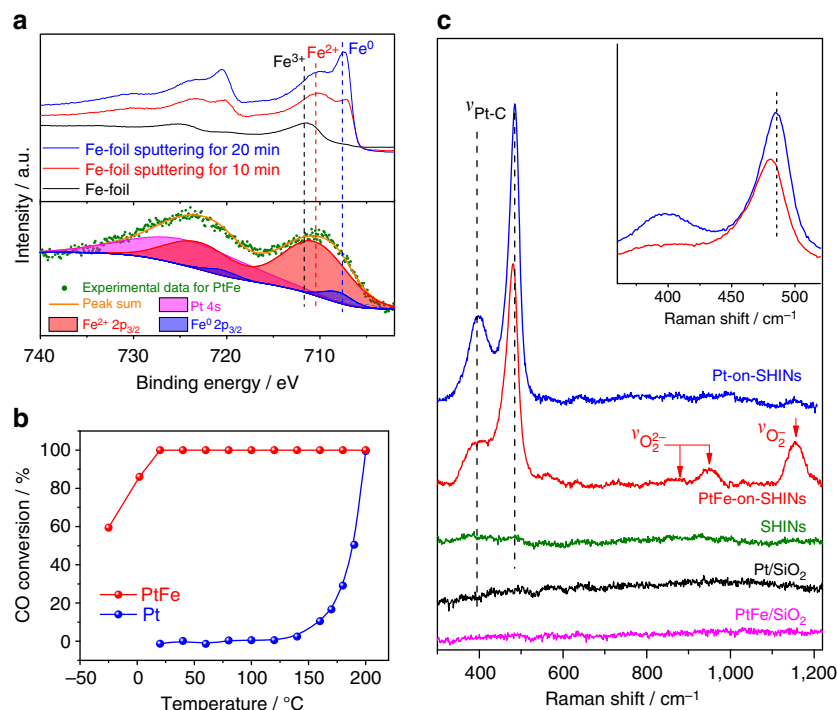 a
Fe³⁺ Fe²⁺ Fe⁰
Fe-foil sputtering for 20 min
Fe-foil sputtering for 10 min
Fe-foil
Experimental data for PtFe
Peak sum
Pt 4s
Fe²⁺ 2p₃/₂
Fe⁰ 2p₃/₂
Intensity / a.u.
740 730 720 710
Binding energy / eV
b
100
80
60
40
20
10
0
PtFe
Pt
CO conversion / %
−50 0 50 100 150 200
Temperature / °C
c
νPt-C
400 450 500
Raman shift / cm⁻¹
Pt-on-SHINs
νO₂²⁻
νO₂⁻
PtFe-on-SHINs
SHINs
Pt/SiO₂
PtFe/SiO₂
400 600 800 1,000 1,200
Raman shift / cm⁻¹